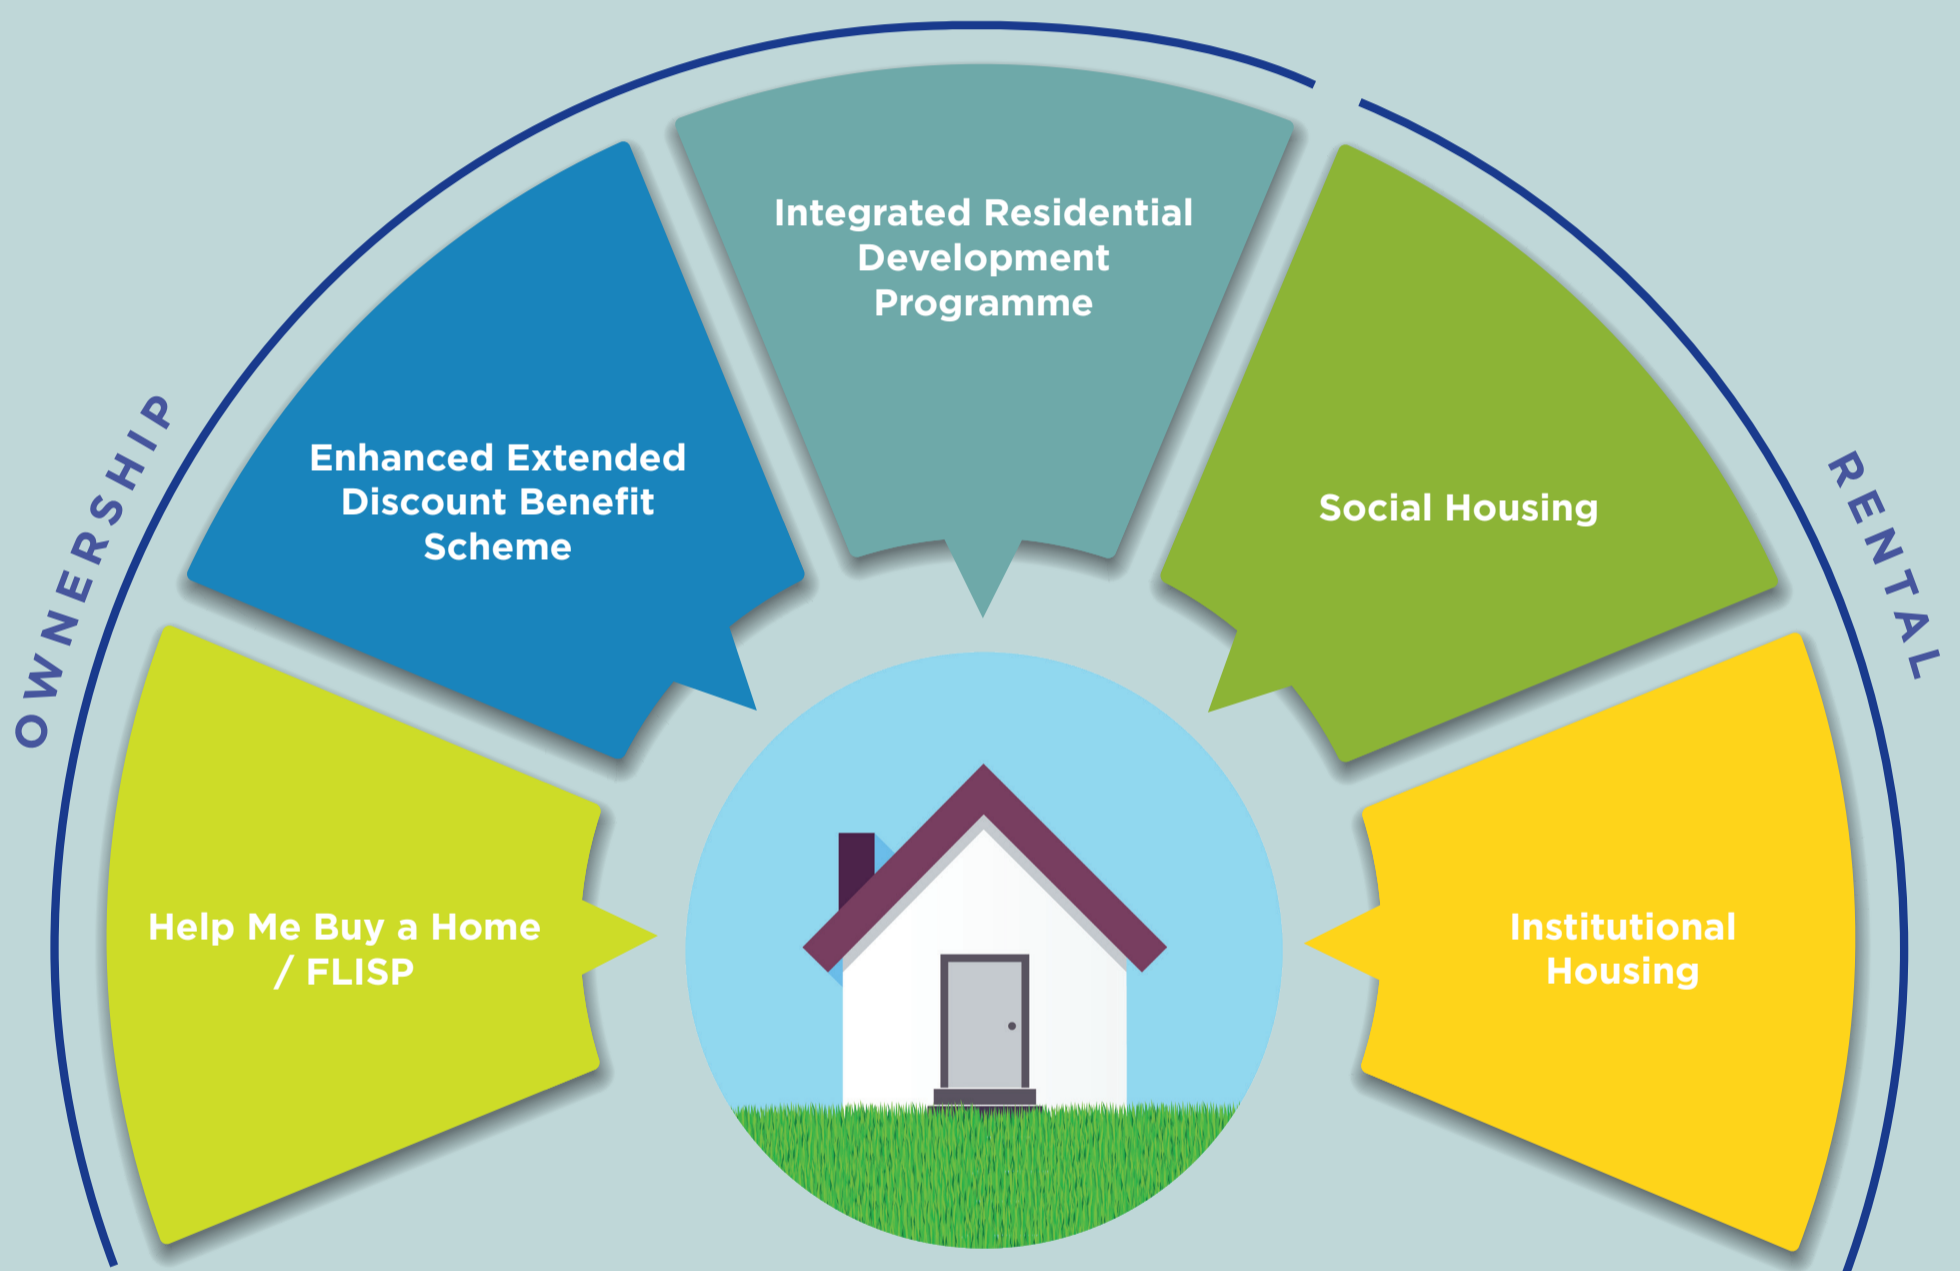 OWNERSHIP
Help Me Buy a Home
/ FLISP
Enhanced Extended
Discount Benefit
Scheme
Integrated Residential
Development
Programme
RENTAL
Social Housing
Institutional
Housing